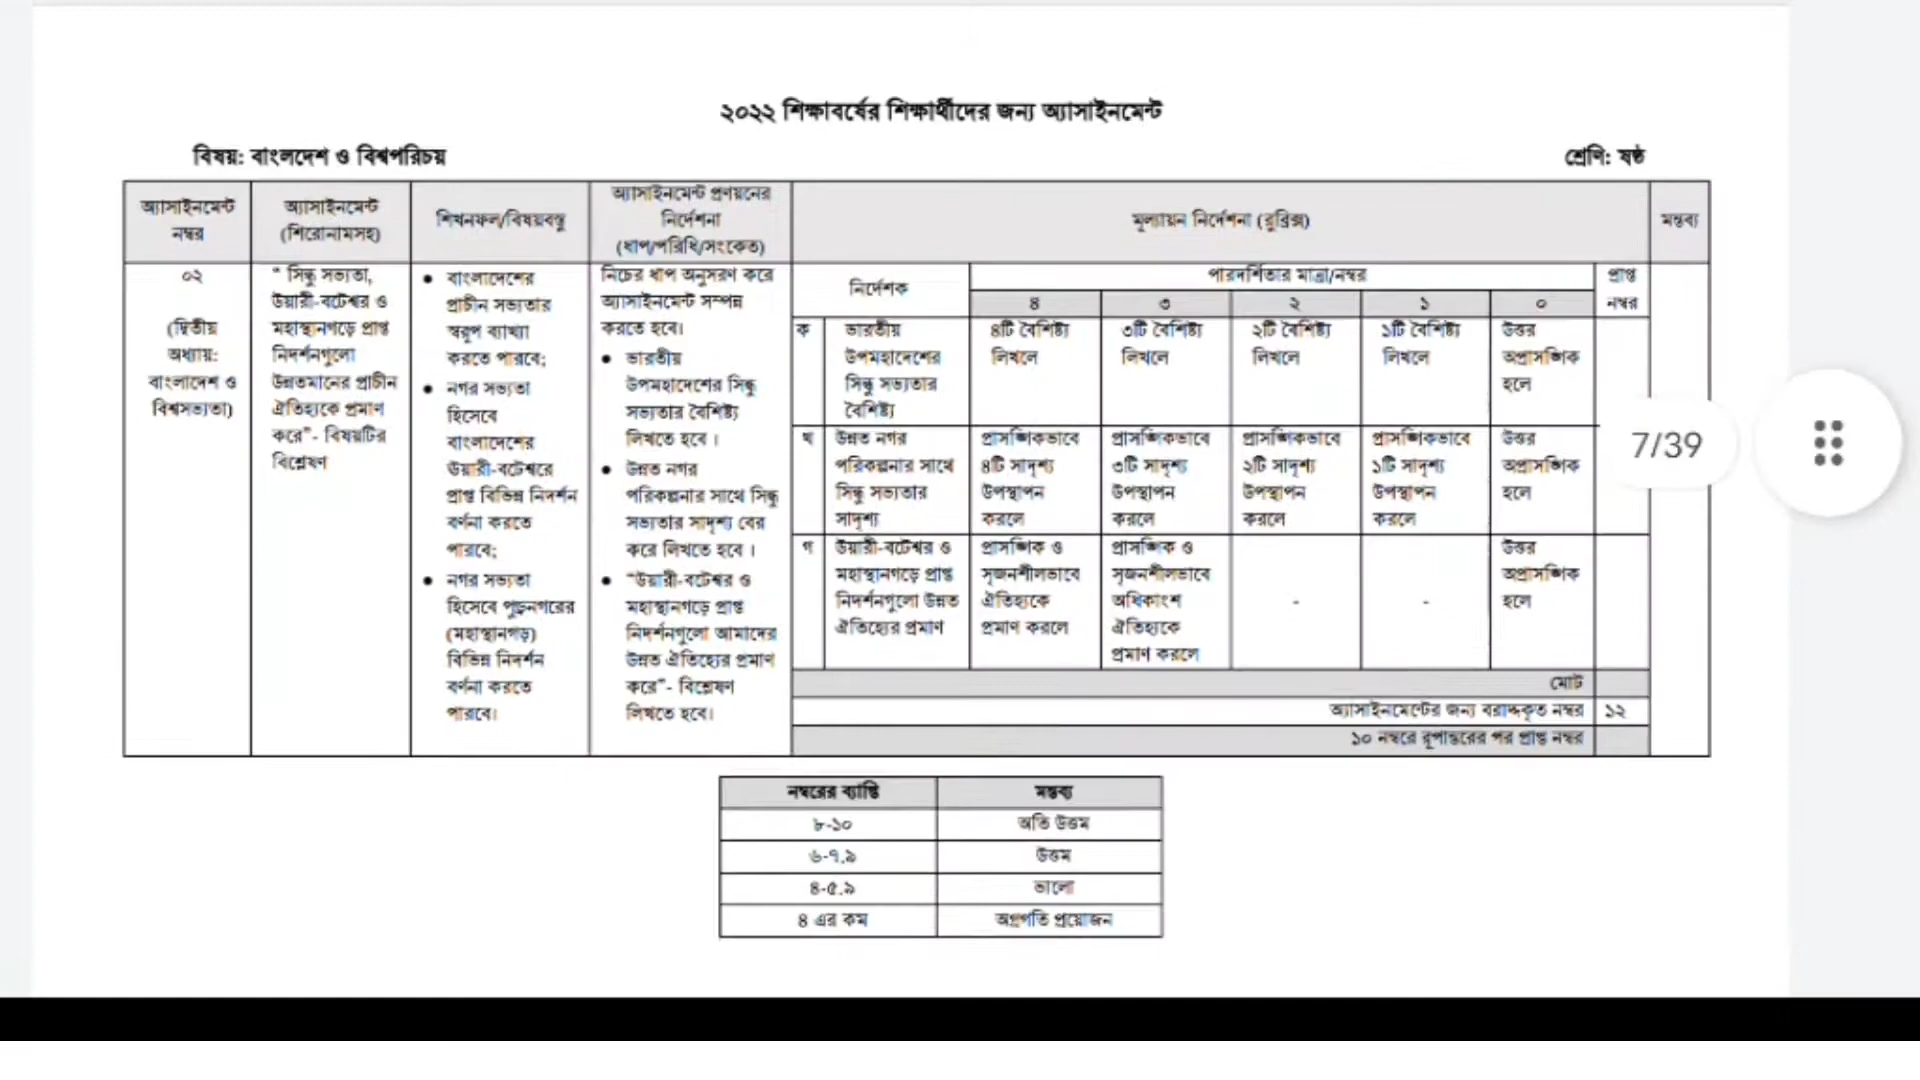 ২০২২ শিক্ষাবর্ষের শিক্ষার্থীদের জন্য অ্যাসাইনমেন্ট
বিষয়: বাংলদেশ ও বিশ্বপরিচয়
শ্রেণি: ষষ্ঠ
অ্যাসাইনমেন্ট
নম্বর
অ্যাসাইনমেন্ট
(শিরোনামসহ)
শিখনফল/বিষয়বস্তু
অ্যাসাইনমেন্ট প্রণয়নের
নির্দেশনা
(ধাপ/পরিধি/সংকেত)
মূল্যায়ন নির্দেশনা (রুব্রিক্স)
মন্তব্য
০২
(দ্বিতীয়
অধ্যায়:
বাংলাদেশ ও
বিশ্বসভ্যতা)
" সিন্ধু সভ্যতা,
উয়ারী-বটেশ্বর ও
মহাস্থানগড়ে প্রাপ্ত
নিদর্শনগুলো
উন্নতমানের প্রাচীন
ঐতিহ্যকে প্রমাণ
করে"- বিষয়টির
বিশ্লেষণ
● বাংলাদেশের
প্রাচীন সভ্যতার
স্বরূপ ব্যাখ্যা
করতে পারবে;
● নগর সভ্যতা
হিসেবে
বাংলাদেশের
উয়ারী-বটেশ্বরে
প্রাপ্ত বিভিন্ন নিদর্শন
বর্ণনা করতে
পারবে;
● নগর সভ্যতা
হিসেবে পুন্ড্রনগরের
(মহাস্থানগড়)
বিভিন্ন নিদর্শন
বর্ণনা করতে
পারবে।
নিচের ধাপ অনুসরণ করে
অ্যাসাইনমেন্ট সম্পন্ন
করতে হবে।
● ভারতীয়
উপমহাদেশের সিন্ধু
সভ্যতার বৈশিষ্ট্য
লিখতে হবে ।
● উন্নত নগর
পরিকল্পনার সাথে সিন্ধু
সভ্যতার সাদৃশ্য বের
করে লিখতে হবে ।
● "উয়ারী-বটেশ্বর ও
মহাস্থানগড়ে প্রাপ্ত
নিদর্শনগুলো আমাদের
উন্নত ঐতিহ্যের প্রমাণ
করে"- বিশ্লেষণ
লিখতে হবে।
নির্দেশক
পারদর্শিতার মাত্রা/নম্বর
প্রাপ্ত
নম্বর
৪ ৩ ২ ১ ০
ক
ভারতীয়
উপমহাদেশের
সিন্ধু সভ্যতার
বৈশিষ্ট্য
৪টি বৈশিষ্ট্য
লিখলে
৩টি বৈশিষ্ট্য
লিখলে
২টি বৈশিষ্ট্য
লিখলে
১টি বৈশিষ্ট্য
লিখলে
উত্তর
অপ্রাসঙ্গিক
হলে
খ
উন্নত নগর
পরিকল্পনার সাথে
সিন্ধু সভ্যতার
সাদৃশ্য
প্রাসঙ্গিকভাবে
৪টি সাদৃশ্য
উপস্থাপন
করলে
প্রাসঙ্গিকভাবে
৩টি সাদৃশ্য
উপস্থাপন
করলে
প্রাসঙ্গিকভাবে
২টি সাদৃশ্য
উপস্থাপন
করলে
প্রাসঙ্গিকভাবে
১টি সাদৃশ্য
উপস্থাপন
করলে
উত্তর
অপ্রাসঙ্গিক
হলে
গ
উয়ারী-বটেশ্বর ও
মহাস্থানগড়ে প্রাপ্ত
নিদর্শনগুলো উন্নত
ঐতিহ্যের প্রমাণ
প্রাসঙ্গিক ও
সৃজনশীলভাবে
ঐতিহ্যকে
প্রমাণ করলে
প্রাসঙ্গিক ও
সৃজনশীলভাবে
অধিকাংশ
ঐতিহ্যকে
প্রমাণ করলে
-
-
উত্তর
অপ্রাসঙ্গিক
হলে
মোট
অ্যাসাইনমেন্টের জন্য বরাদ্দকৃত নম্বর ১২
১০ নম্বরে রূপান্তরের পর প্রাপ্ত নম্বর
7/39
নম্বরের ব্যাপ্তি মন্তব্য
৮-১০ অতি উত্তম
৬-৭.৯ উত্তম
৪-৫.৯ ভালো
৪ এর কম অগ্রগতি প্রয়োজন